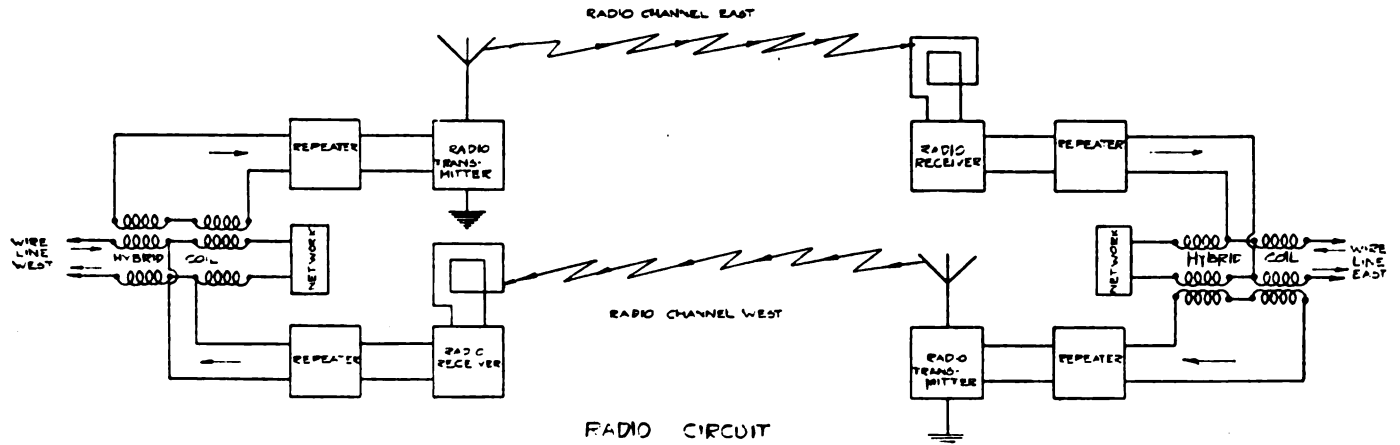 RADIO CHANNEL EAST
REPEATER
RADIO
TRANS-
MITTER
RADIO
RECEIVER
REPEATER
WIRE
LINE
WEST
HYBRID COIL
NETWORK
NETWORK
HYBRID COIL
WIRE
LINE
EAST
RADIO CHANNEL WEST
REPEATER
RADIO
RECEIVER
RADIO
TRANS-
MITTER
REPEATER
RADIO CIRCUIT